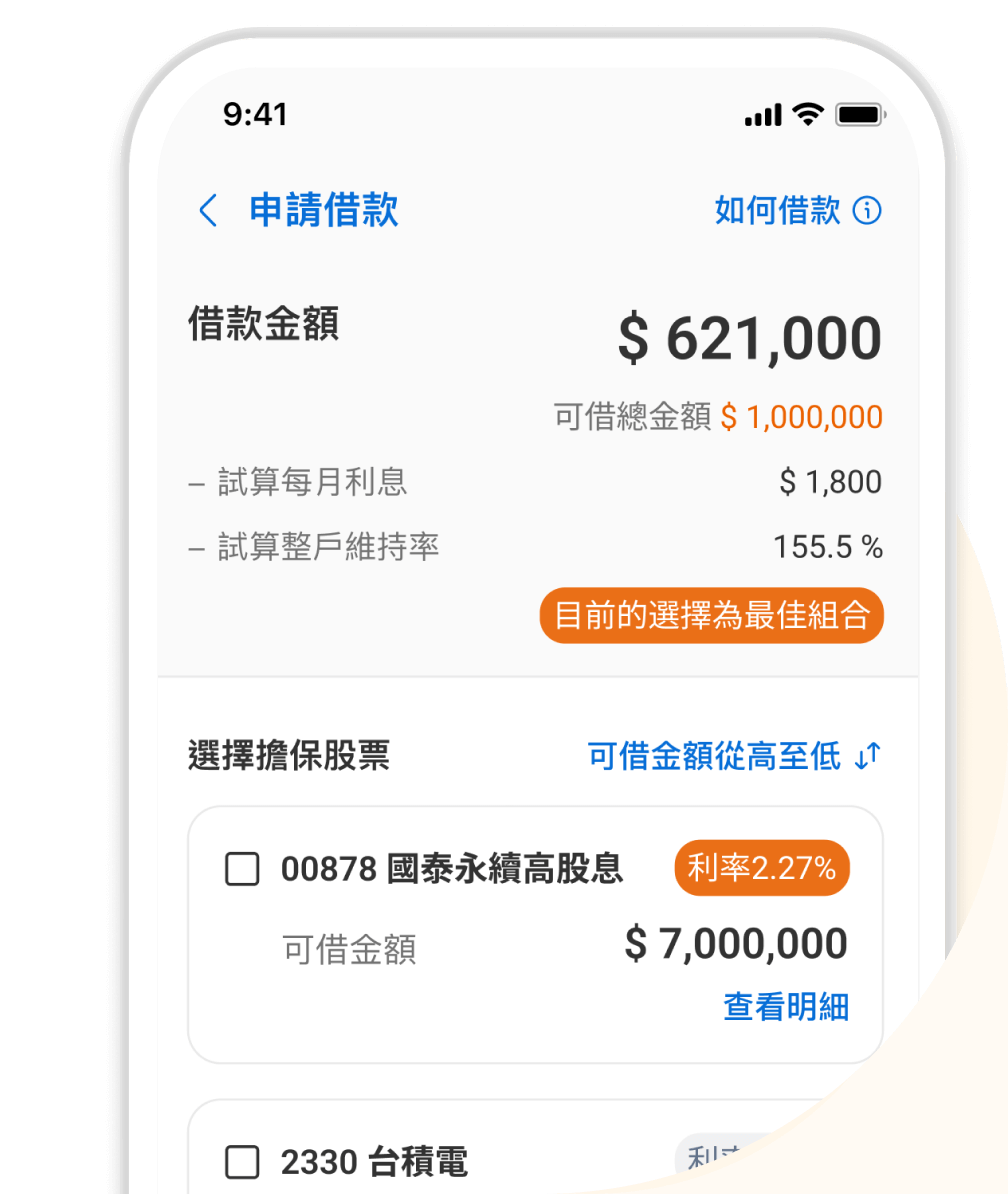 9:41
申請借款 如何借款
借款金額 $ 621,000
可借總金額 $ 1,000,000
– 試算每月利息 $ 1,800
– 試算整戶維持率 155.5 %
目前的選擇為最佳組合
選擇擔保股票 可借金額從高至低
00878 國泰永續高股息 利率2.27%
可借金額 $ 7,000,000
查看明細
2330 台積電